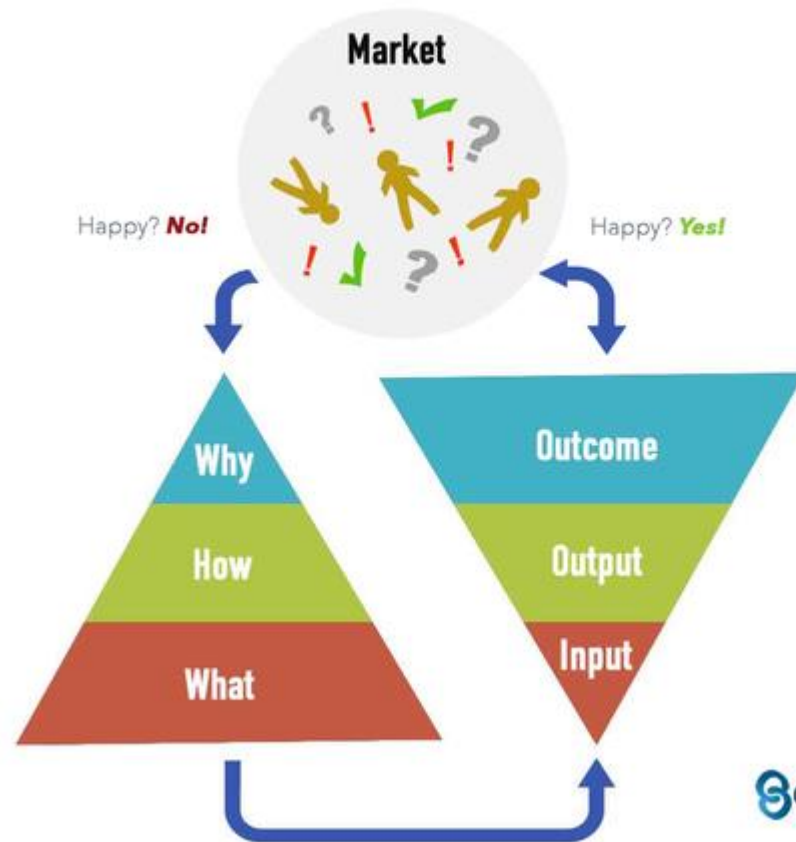 Market
? ! ✓ ?
!
! ✓ ? !
Happy? No!
Happy? Yes!
Why
How
What
Outcome
Output
Input